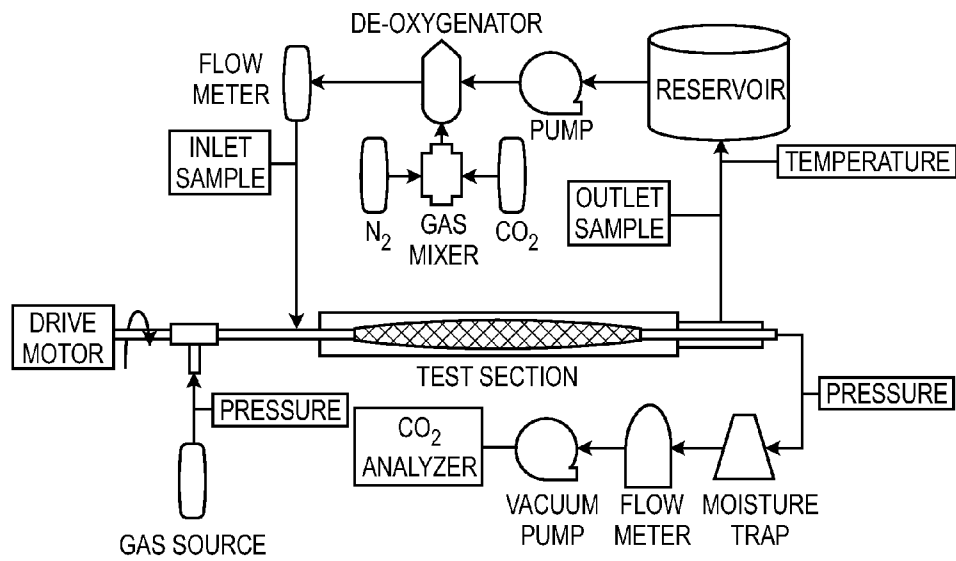 DE-OXYGENATOR
FLOW
METER
RESERVOIR
PUMP
INLET
SAMPLE
TEMPERATURE
OUTLET
SAMPLE
N2
GAS
MIXER
CO2
DRIVE
MOTOR
TEST SECTION
PRESSURE
PRESSURE
CO2
ANALYZER
VACUUM
PUMP
FLOW
METER
MOISTURE
TRAP
GAS SOURCE